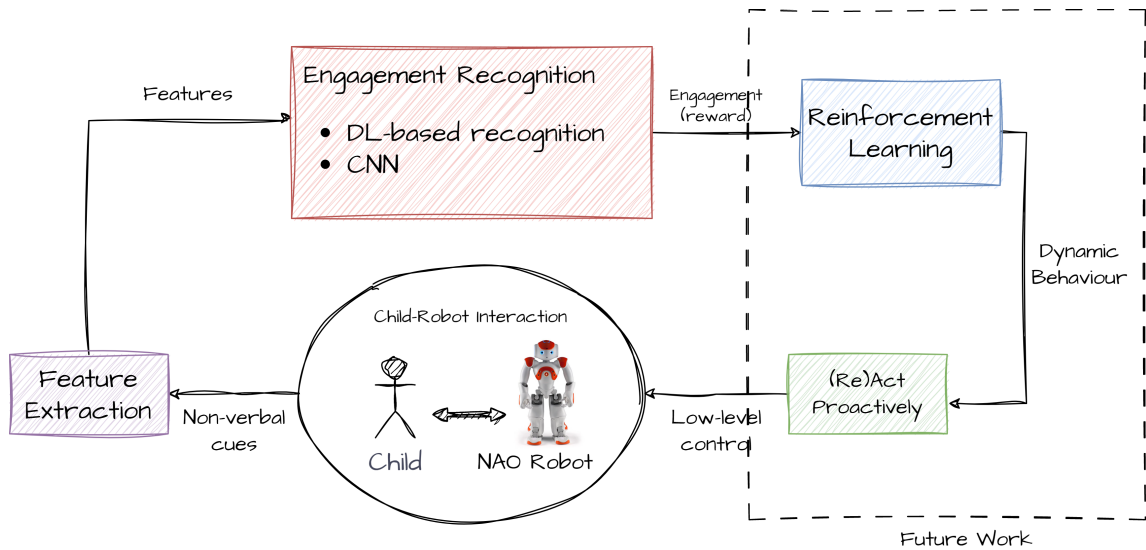 Features
Engagement Recognition
• DL-based recognition
• CNN
Engagement
(reward)
Reinforcement
Learning
Dynamic
Behaviour
(Re)Act
Proactively
Low-level
control
Child-Robot Interaction
Child
NAO Robot
Non-verbal
cues
Feature
Extraction
Future Work